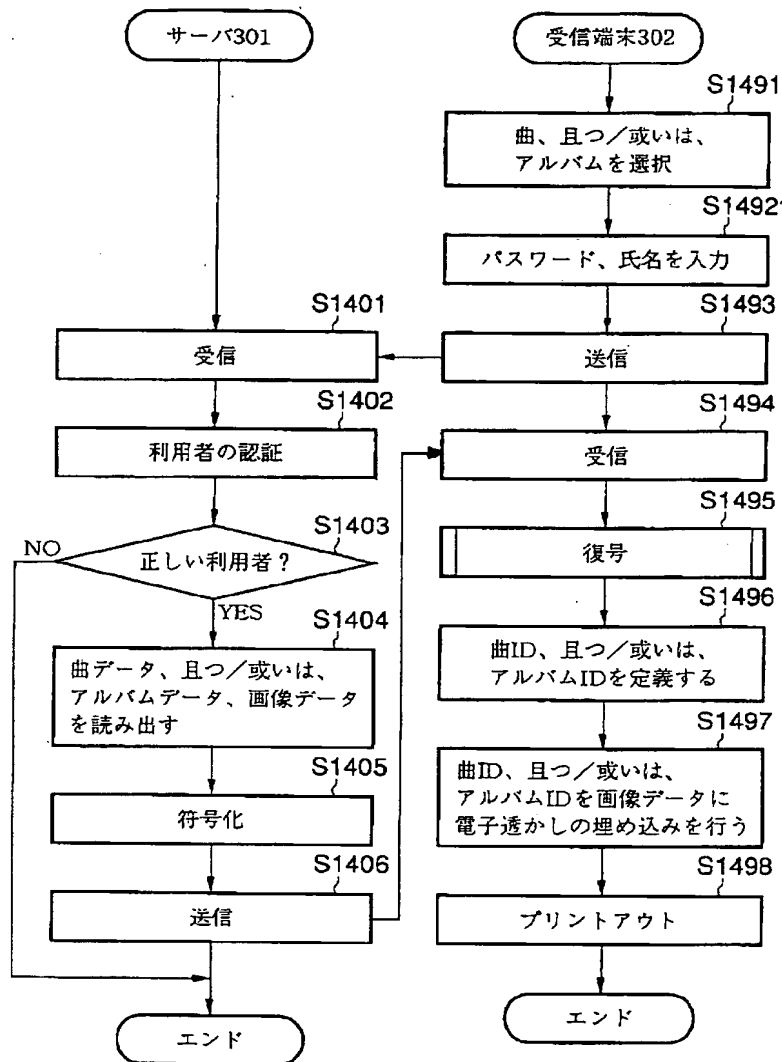 サーバ301
S1401
受信
S1402
利用者の認証
S1403
NO
正しい利用者?
YES
S1404
曲データ、且つ/或いは、
アルバムデータ、画像データ
を読み出す
S1405
符号化
S1406
送信
エンド
受信端末302
S1491
曲、且つ/或いは、
アルバムを選択
S1492
パスワード、氏名を入力
S1493
送信
S1494
受信
S1495
復号
S1496
曲ID、且つ/或いは、
アルバムIDを定義する
S1497
曲ID、且つ/或いは、
アルバムIDを画像データに
電子透かしの埋め込みを行う
S1498
プリントアウト
エンド